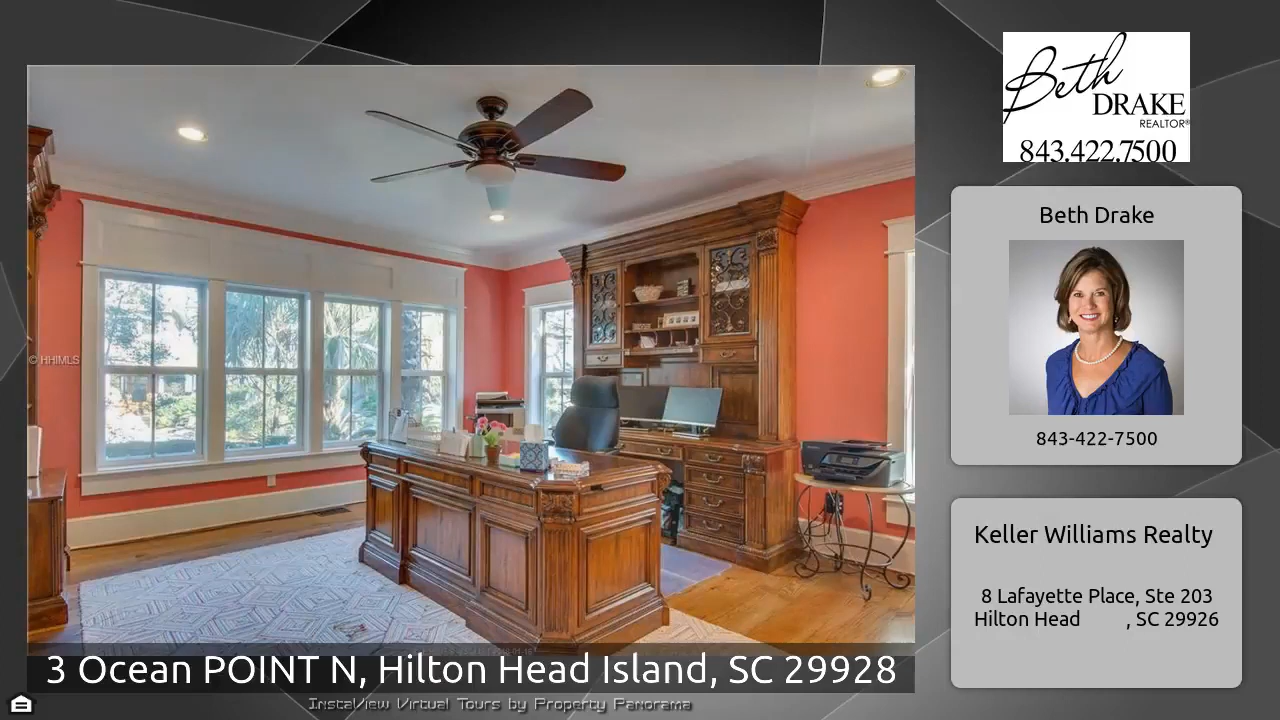 Beth
DRAKE
REALTOR®
843.422.7500
Beth Drake
843-422-7500
Keller Williams Realty
8 Lafayette Place, Ste 203
Hilton Head , SC 29926
© HHIMLS
3 Ocean POINT N, Hilton Head Island, SC 29928
InstaView Virtual Tours by Property Panorama